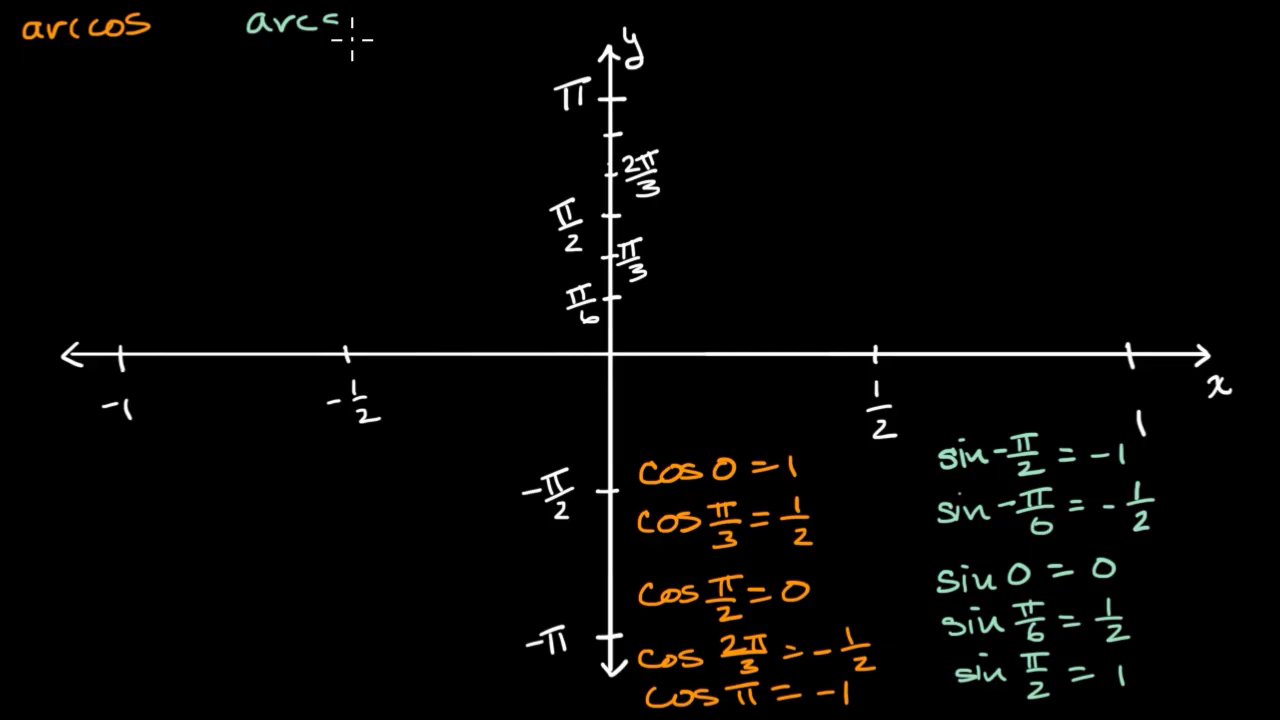 arccos arcs
y
π
2π/3
π/2
π/3
π/6
-1 -1/2 1/2 1 x
-π/2
-π
cos 0 = 1
cos π/3 = 1/2
cos π/2 = 0
cos 2π/3 = -1/2
cos π = -1
sin -π/2 = -1
sin -π/6 = -1/2
sin 0 = 0
sin π/6 = 1/2
sin π/2 = 1